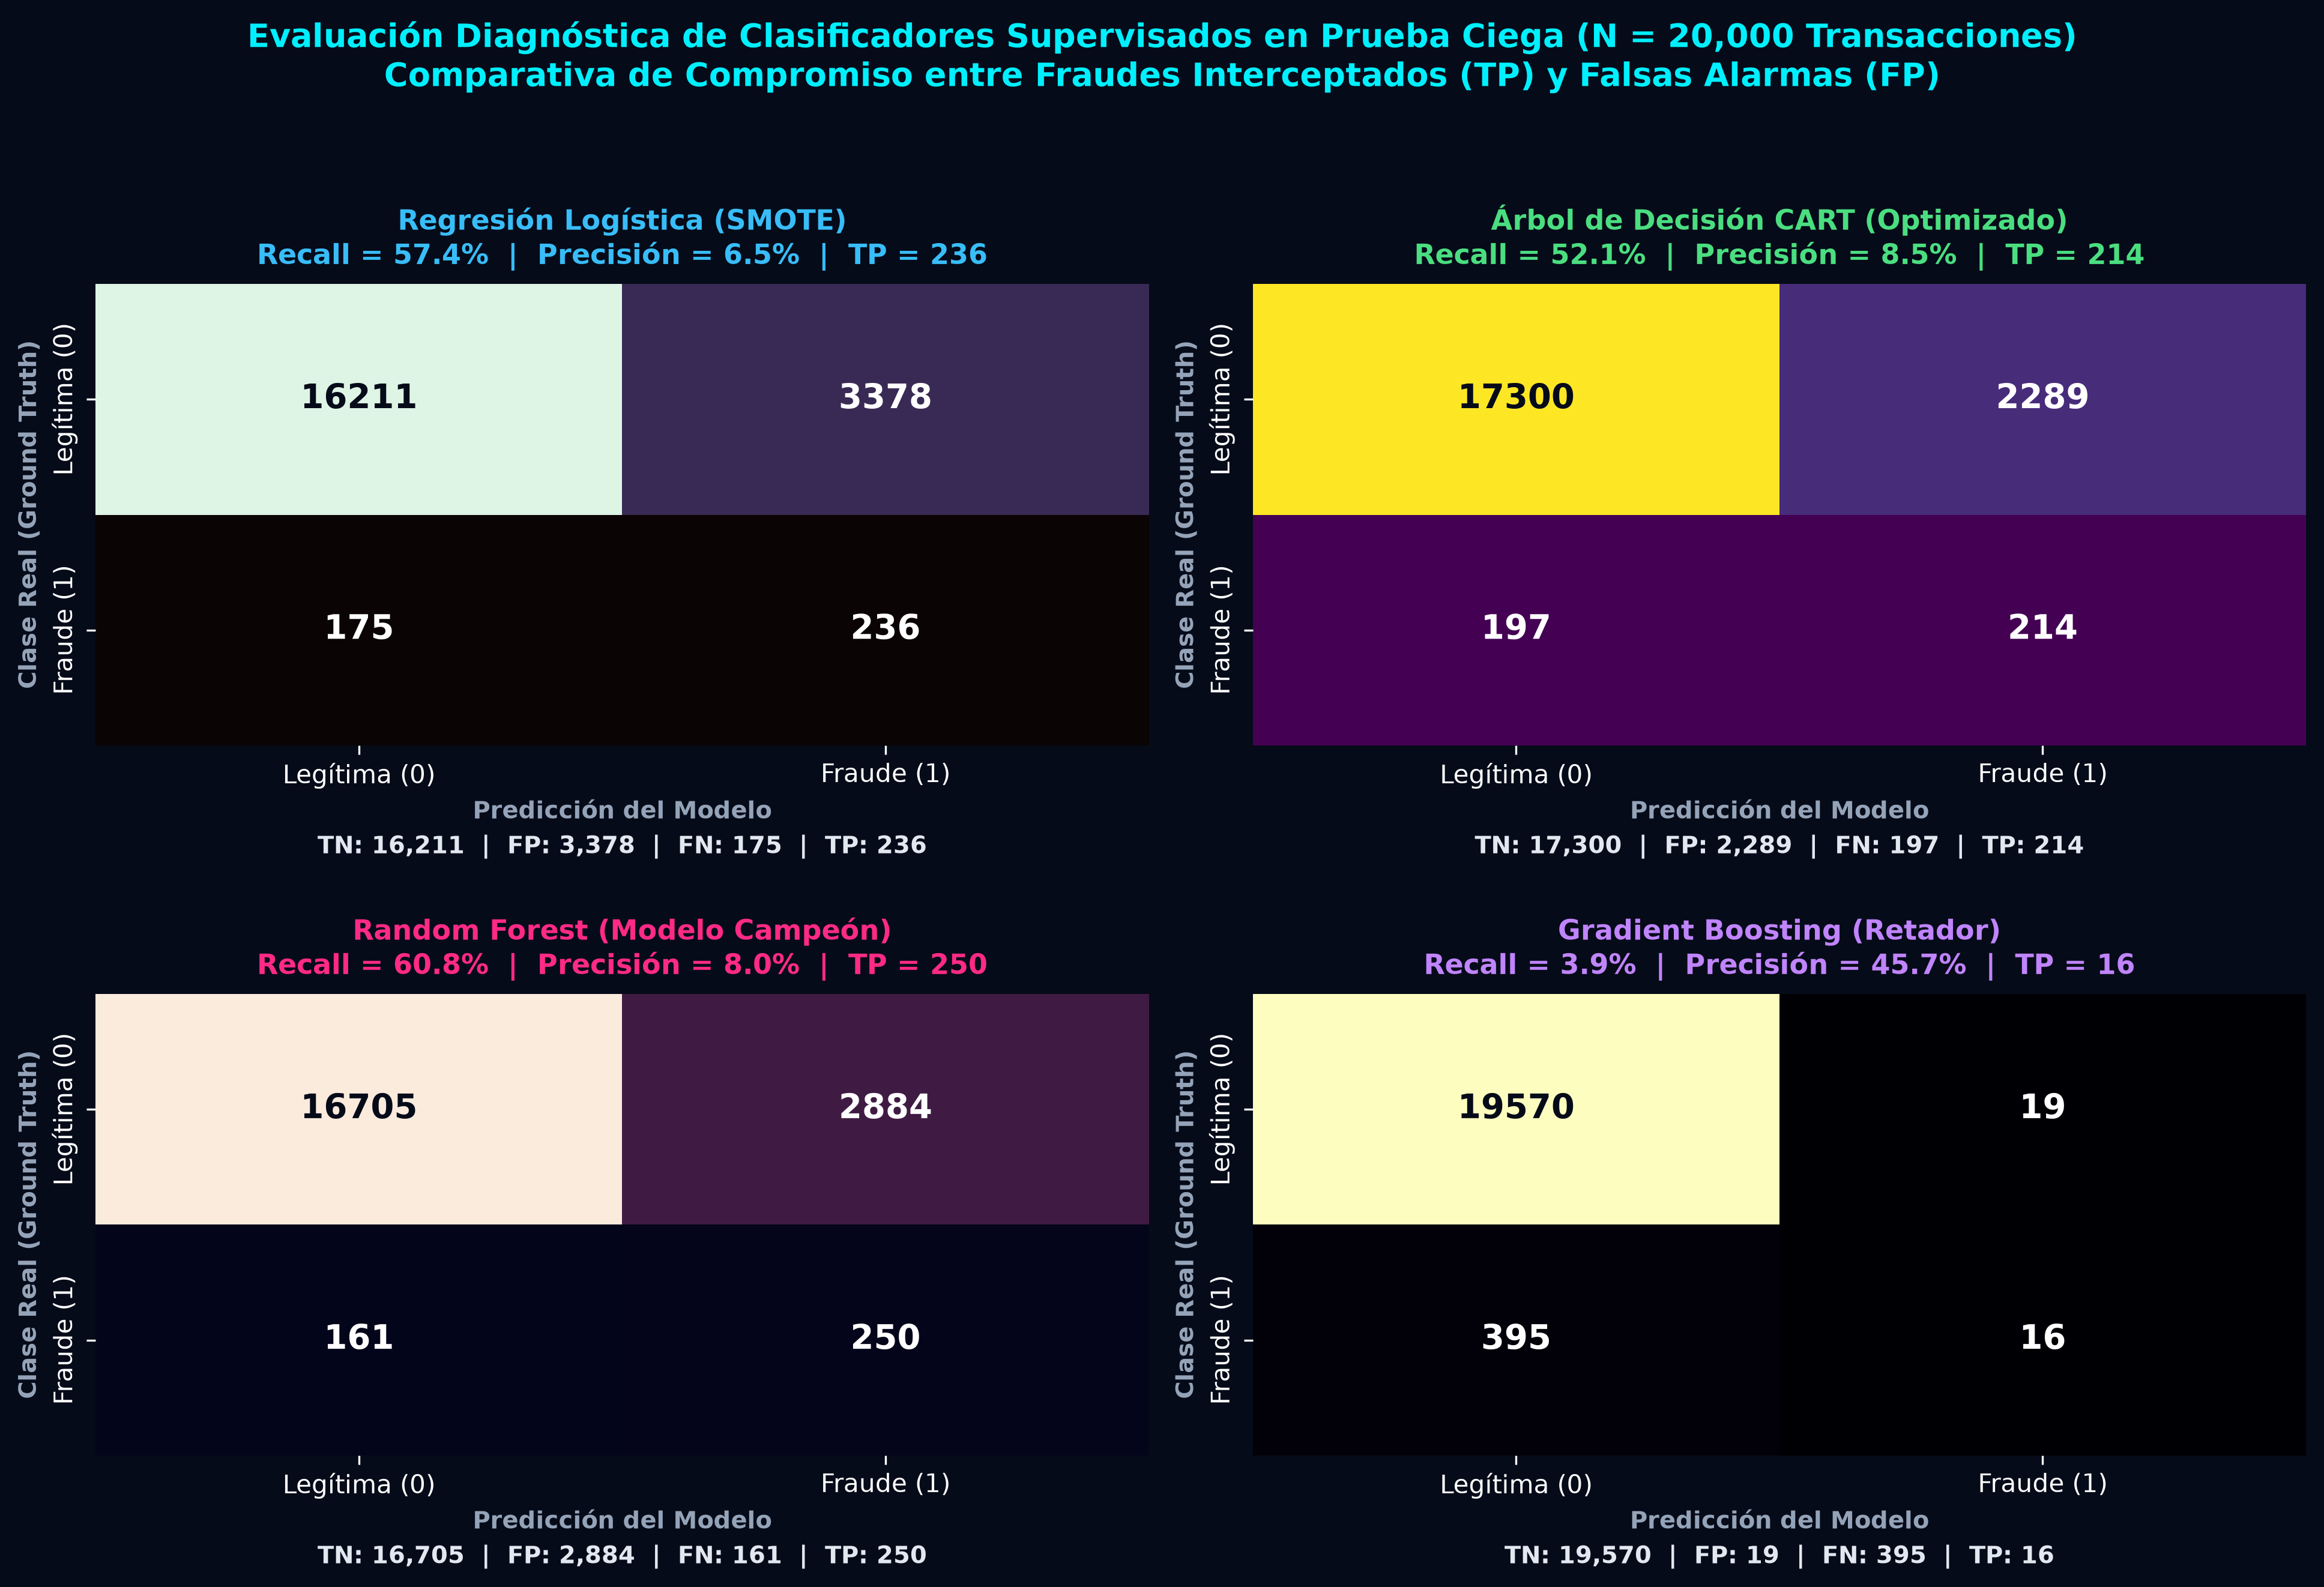 Evaluación Diagnóstica de Clasificadores Supervisados en Prueba Ciega (N = 20,000 Transacciones)
Comparativa de Compromiso entre Fraudes Interceptados (TP) y Falsas Alarmas (FP)
Regresión Logística (SMOTE)
Recall = 57.4%  |  Precisión = 6.5%  |  TP = 236
Clase Real (Ground Truth)
Legítima (0)
16211
3378
Fraude (1)
175
236
Legítima (0)
Fraude (1)
Predicción del Modelo
TN: 16,211  |  FP: 3,378  |  FN: 175  |  TP: 236
Árbol de Decisión CART (Optimizado)
Recall = 52.1%  |  Precisión = 8.5%  |  TP = 214
Clase Real (Ground Truth)
Legítima (0)
17300
2289
Fraude (1)
197
214
Legítima (0)
Fraude (1)
Predicción del Modelo
TN: 17,300  |  FP: 2,289  |  FN: 197  |  TP: 214
Random Forest (Modelo Campeón)
Recall = 60.8%  |  Precisión = 8.0%  |  TP = 250
Clase Real (Ground Truth)
Legítima (0)
16705
2884
Fraude (1)
161
250
Legítima (0)
Fraude (1)
Predicción del Modelo
TN: 16,705  |  FP: 2,884  |  FN: 161  |  TP: 250
Gradient Boosting (Retador)
Recall = 3.9%  |  Precisión = 45.7%  |  TP = 16
Clase Real (Ground Truth)
Legítima (0)
19570
19
Fraude (1)
395
16
Legítima (0)
Fraude (1)
Predicción del Modelo
TN: 19,570  |  FP: 19  |  FN: 395  |  TP: 16